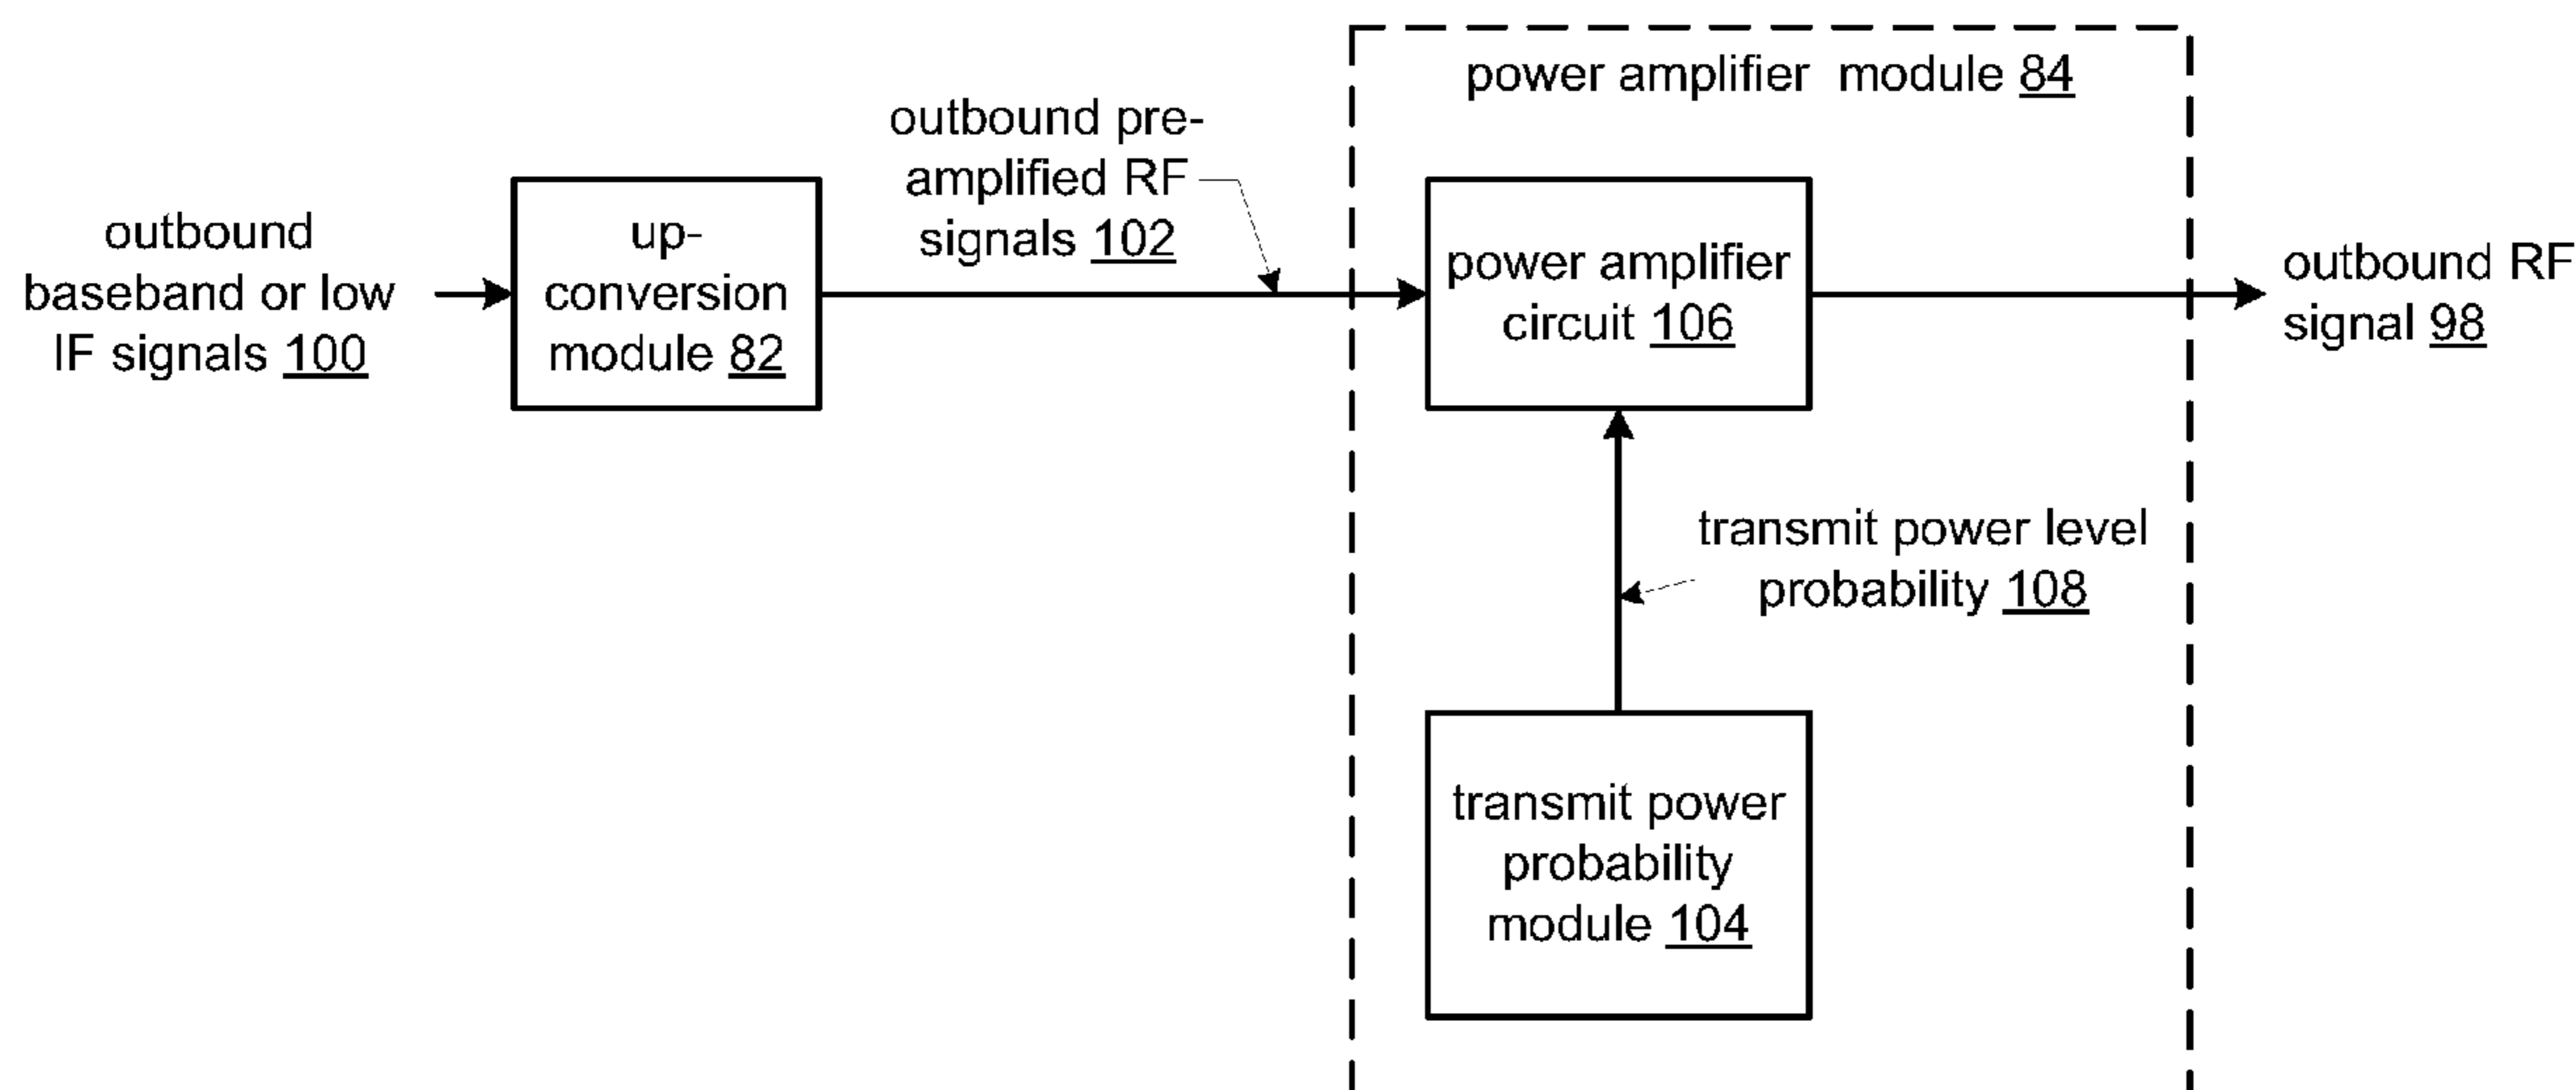 power amplifier module 84
outbound pre-
amplified RF
signals 102
outbound
baseband or low
IF signals 100
up-
conversion
module 82
power amplifier
circuit 106
outbound RF
signal 98
transmit power level
probability 108
transmit power
probability
module 104